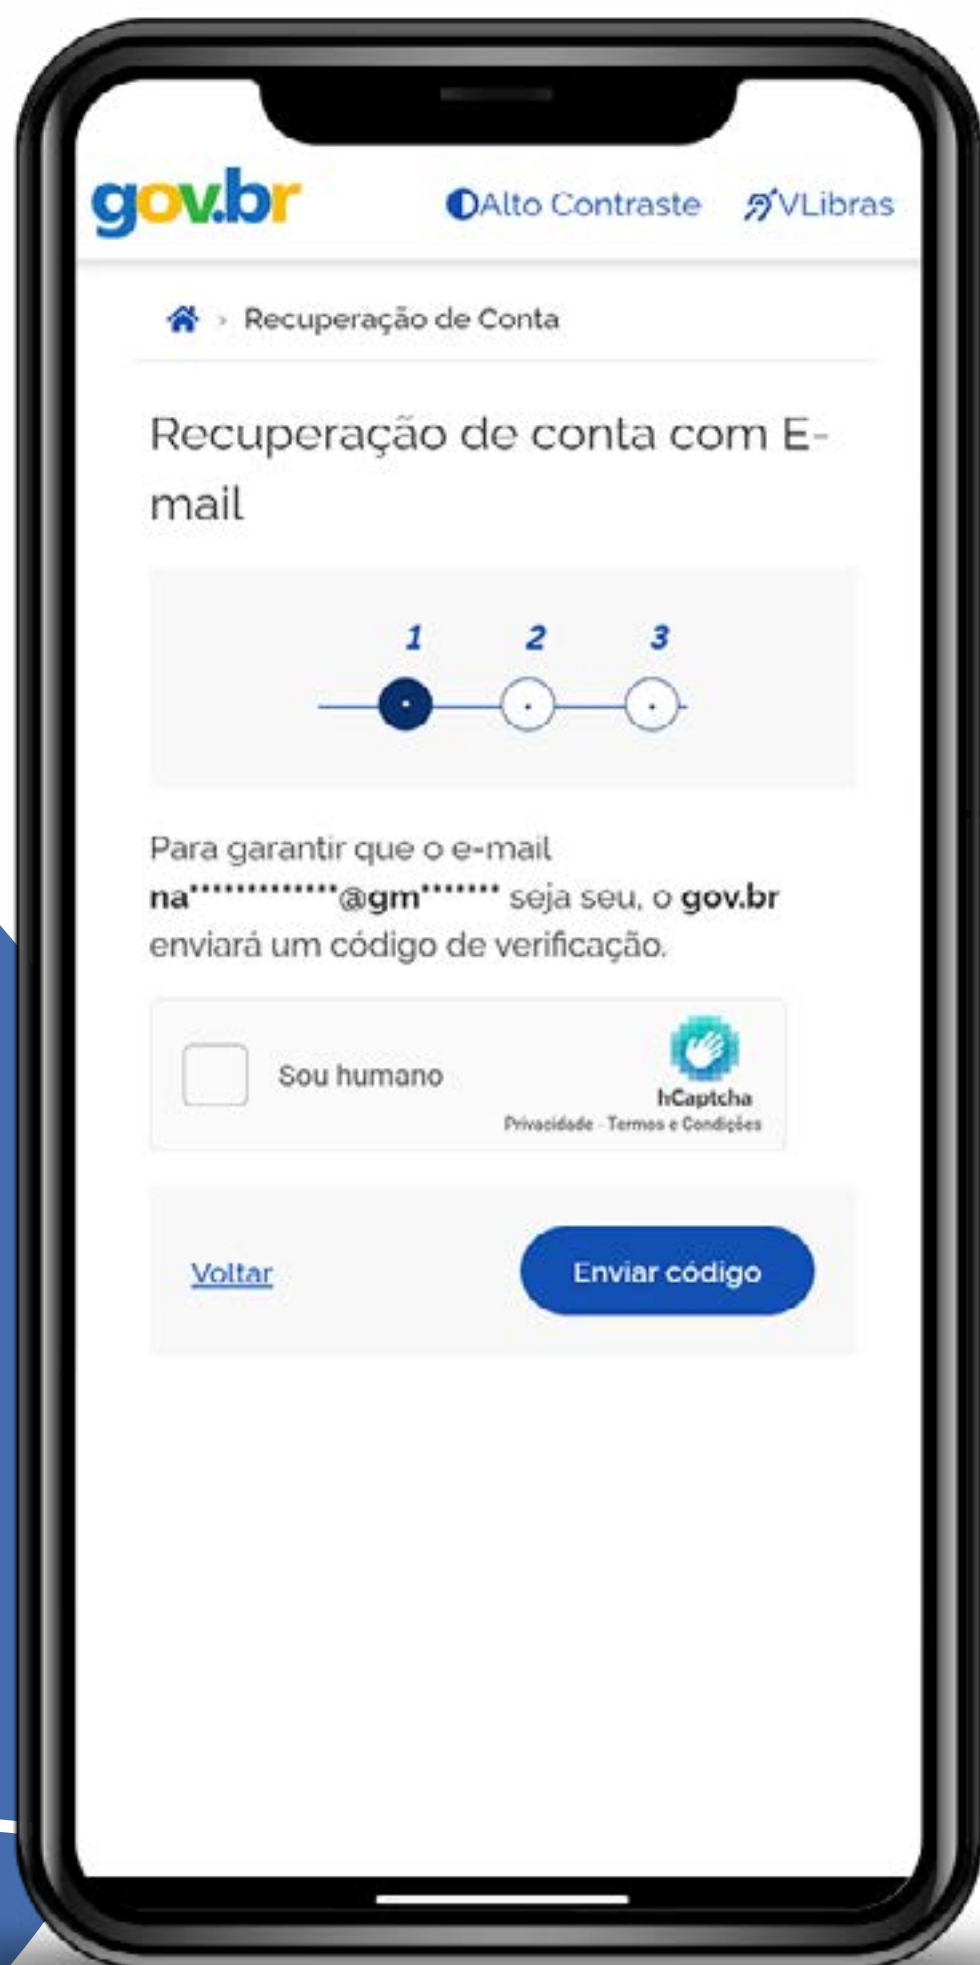 gov.br Alto Contraste VLibras
Recuperação de Conta
Recuperação de conta com E-
mail
1 2 3
Para garantir que o e-mail
na*************@gm******* seja seu, o gov.br
enviará um código de verificação.
Sou humano
hCaptcha
Privacidade - Termos e Condições
Voltar Enviar código